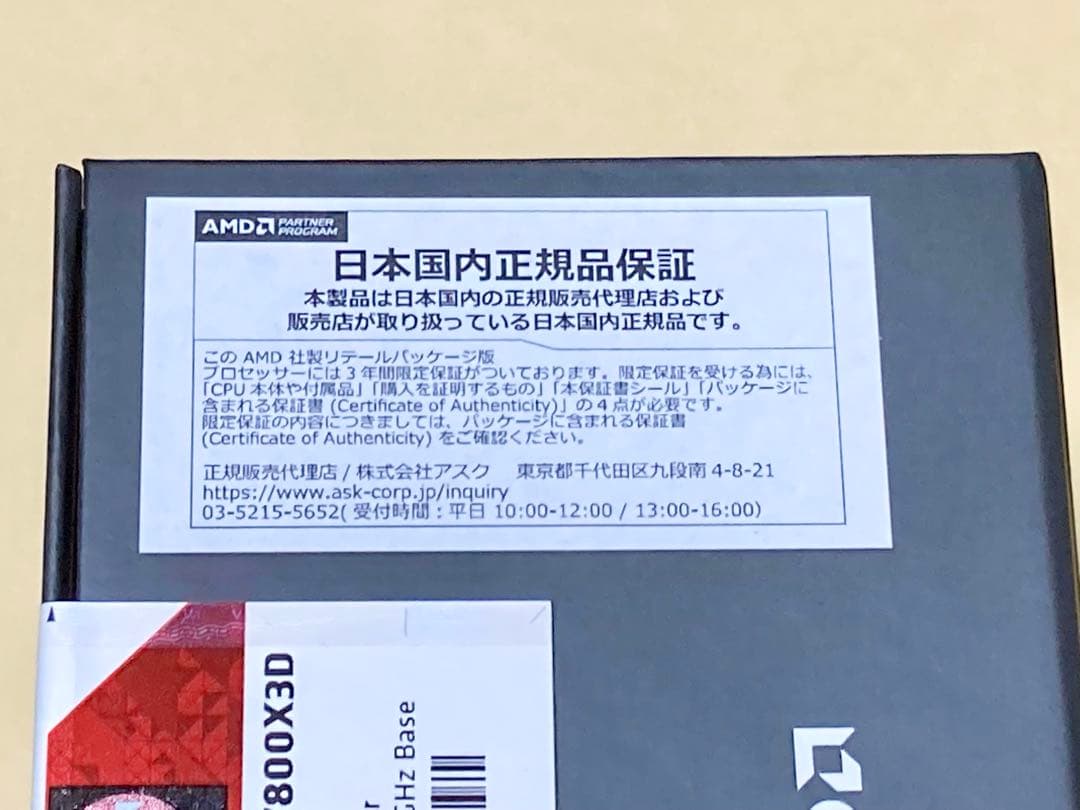 AMD PARTNER PROGRAM
日本国内正規品保証
本製品は日本国内の正規販売代理店および
販売店が取り扱っている日本国内正規品です。
この AMD 社製リテールパッケージ版
プロセッサーには3年間限定保証がついております。限定保証を受ける為には、
「CPU 本体や付属品」「購入を証明するもの」「本保証書シール」「パッケージに
含まれる保証書 (Certificate of Authenticity)」の4点が必要です。
限定保証の内容につきましては、パッケージに含まれる保証書
(Certificate of Authenticity) をご確認ください。
正規販売代理店 / 株式会社アスク 東京都千代田区九段南 4-8-21
https://www.ask-corp.jp/inquiry
03-5215-5652( 受付時間 : 平日 10:00-12:00 / 13:00-16:00)
800X3D
GHz Base